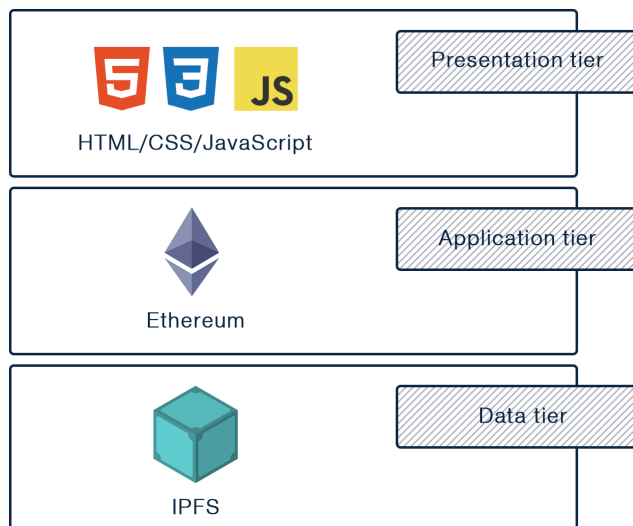 Presentation tier
JS
HTML/CSS/JavaScript
Application tier
Ethereum
Data tier
IPFS